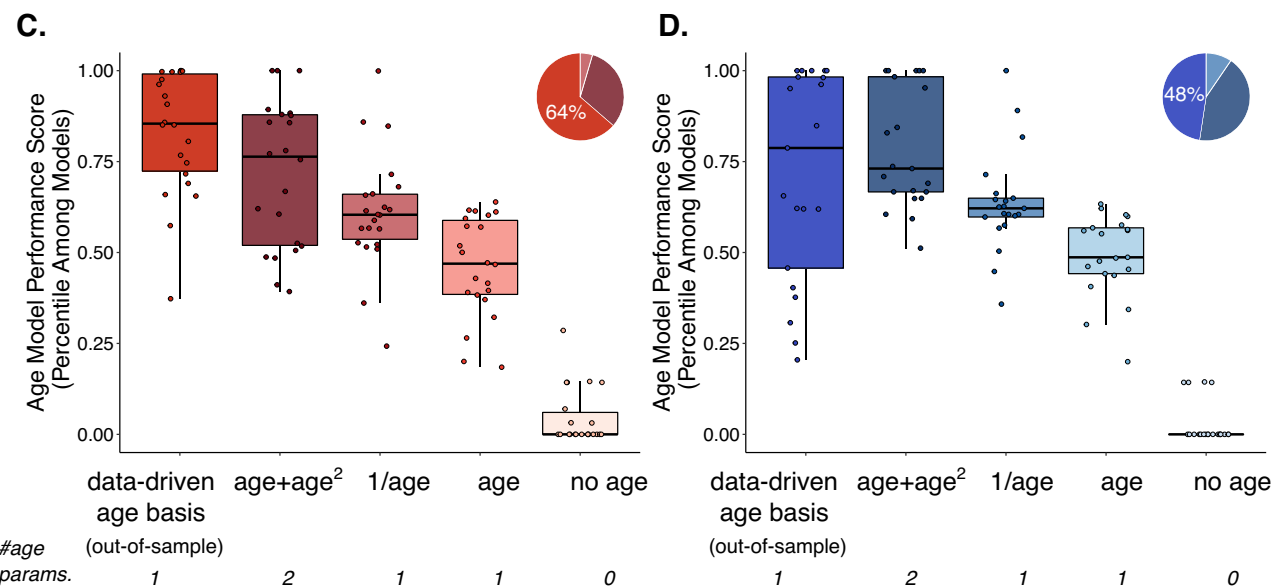 C.
Age Model Performance Score
(Percentile Among Models)
1.00
0.75
0.50
0.25
0.00
64%
data-driven age+age² 1/age age no age
age basis
(out-of-sample)
#age
params. 1 2 1 1 0
D.
Age Model Performance Score
(Percentile Among Models)
1.00
0.75
0.50
0.25
0.00
48%
data-driven age+age² 1/age age no age
age basis
(out-of-sample)
1 2 1 1 0